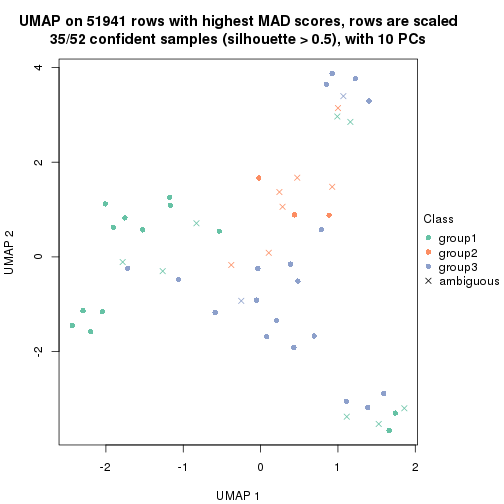 UMAP on 51941 rows with highest MAD scores, rows are scaled
35/52 confident samples (silhouette > 0.5), with 10 PCs
4
2
0
-2
UMAP 2
-2
-1
0
1
2
UMAP 1
Class
group1
group2
group3
ambiguous